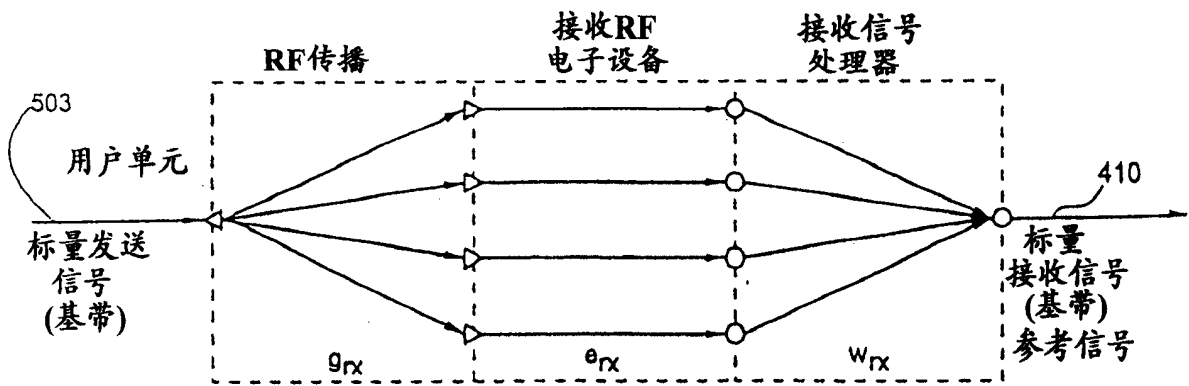 RF传播
接收RF
电子设备
接收信号
处理器
503
用户单元
标量发送
信号
(基带)
410
标量
接收信号
(基带)
参考信号
grx
erx
wrx